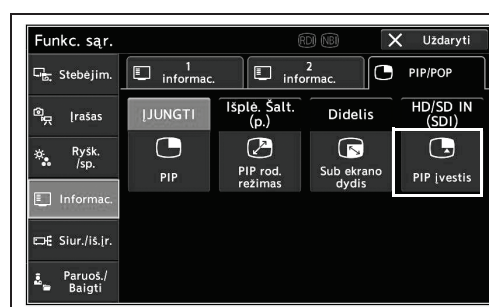 Funkc. sąr.
RDI NBI
Uždaryti
Stebėjim.
1
informac.
2
informac.
PIP/POP
Įrašas
ĮJUNGTI
Išplė. Šalt.
(p.)
Didelis
HD/SD IN
(SDI)
Ryšk.
/sp.
PIP
PIP rod.
režimas
Sub ekrano
dydis
PIP įvestis
Informac.
Siur./iš.įr.
Paruoš./
Baigti